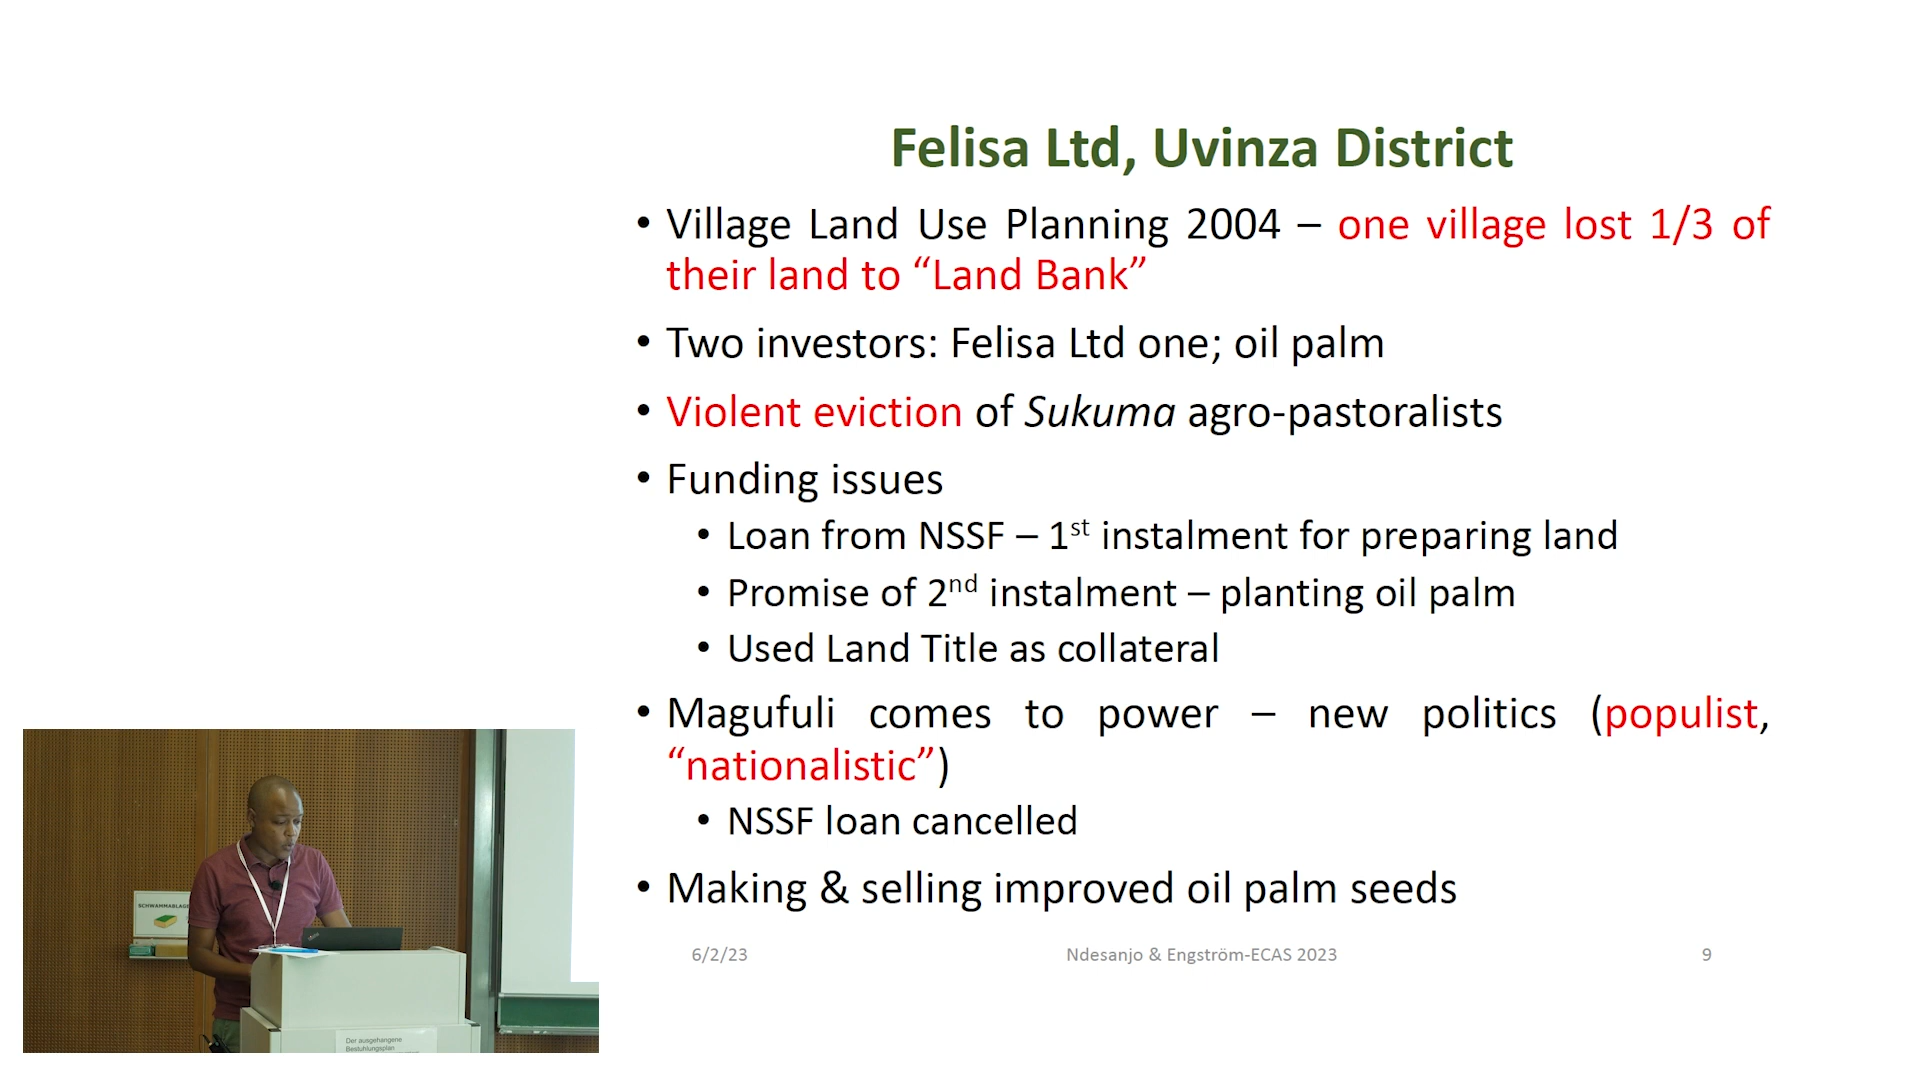 Felisa Ltd, Uvinza District
• Village Land Use Planning 2004 – one village lost 1/3 of
their land to “Land Bank”
• Two investors: Felisa Ltd one; oil palm
• Violent eviction of Sukuma agro-pastoralists
• Funding issues
• Loan from NSSF – 1st instalment for preparing land
• Promise of 2nd instalment – planting oil palm
• Used Land Title as collateral
• Magufuli comes to power – new politics (populist,
“nationalistic”)
• NSSF loan cancelled
• Making & selling improved oil palm seeds
6/2/23
Ndesanjo & Engström-ECAS 2023
9
SCHWAMMABLAGE
Der ausgehangene
Bestuhlungsplan